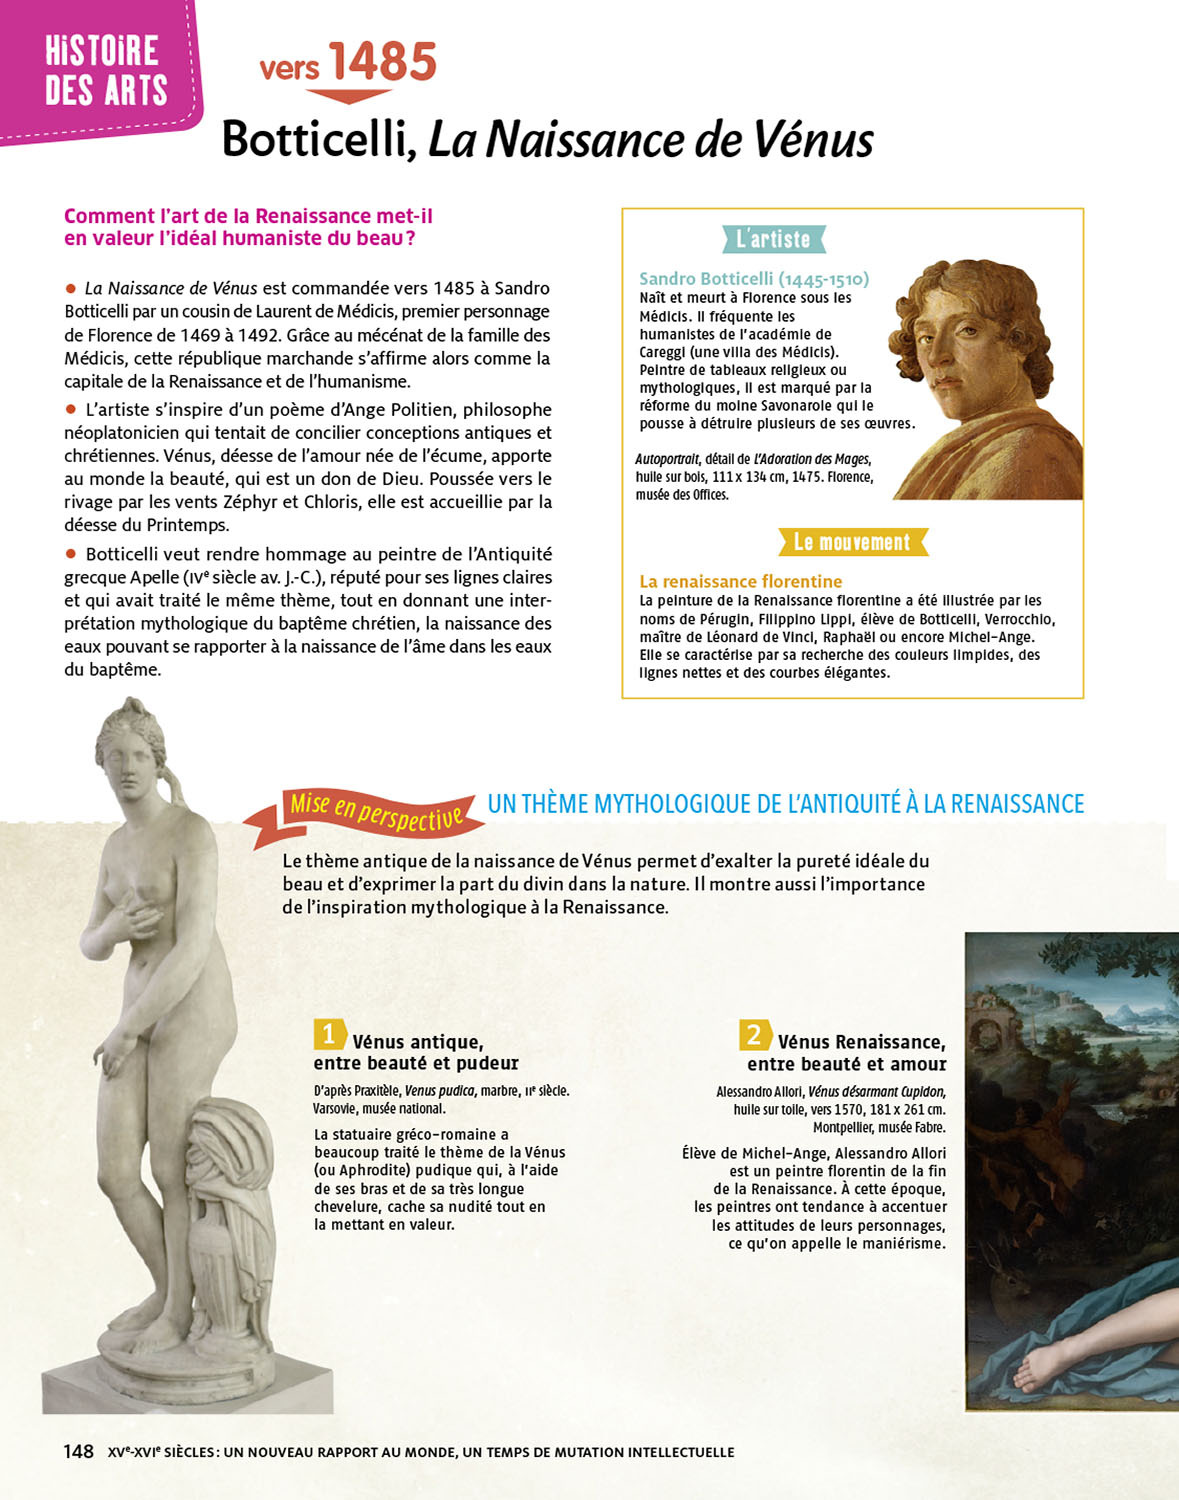 HiSTOiRE
DES ARTS
vers 1485
Botticelli, La Naissance de Vénus
Comment l’art de la Renaissance met-il
en valeur l’idéal humaniste du beau ?
• La Naissance de Vénus est commandée vers 1485 à Sandro
Botticelli par un cousin de Laurent de Médicis, premier personnage
de Florence de 1469 à 1492. Grâce au mécénat de la famille des
Médicis, cette république marchande s’affirme alors comme la
capitale de la Renaissance et de l’humanisme.
• L’artiste s’inspire d’un poème d’Ange Politien, philosophe
néoplatonicien qui tentait de concilier conceptions antiques et
chrétiennes. Vénus, déesse de l’amour née de l’écume, apporte
au monde la beauté, qui est un don de Dieu. Poussée vers le
rivage par les vents Zéphyr et Chloris, elle est accueillie par la
déesse du Printemps.
• Botticelli veut rendre hommage au peintre de l’Antiquité
grecque Apelle (IVe siècle av. J.-C.), réputé pour ses lignes claires
et qui avait traité le même thème, tout en donnant une inter-
prétation mythologique du baptême chrétien, la naissance des
eaux pouvant se rapporter à la naissance de l’âme dans les eaux
du baptême.
L’artiste
Sandro Botticelli (1445-1510)
Naît et meurt à Florence sous les
Médicis. Il fréquente les
humanistes de l’académie de
Careggi (une villa des Médicis).
Peintre de tableaux religieux ou
mythologiques, il est marqué par la
réforme du moine Savonarole qui le
pousse à détruire plusieurs de ses œuvres.
Autoportrait, détail de L’Adoration des Mages,
huile sur bois, 111 x 134 cm, 1475. Florence,
musée des Offices.
Le mouvement
La renaissance florentine
La peinture de la Renaissance florentine a été illustrée par les
noms de Pérugin, Filippino Lippi, élève de Botticelli, Verrocchio,
maître de Léonard de Vinci, Raphaël ou encore Michel-Ange.
Elle se caractérise par sa recherche des couleurs limpides, des
lignes nettes et des courbes élégantes.
Mise en perspective UN THÈME MYTHOLOGIQUE DE L’ANTIQUITÉ À LA RENAISSANCE
Le thème antique de la naissance de Vénus permet d’exalter la pureté idéale du
beau et d’exprimer la part du divin dans la nature. Il montre aussi l’importance
de l’inspiration mythologique à la Renaissance.
1 Vénus antique,
entre beauté et pudeur
D’après Praxitèle, Venus pudica, marbre, IIe siècle.
Varsovie, musée national.
La statuaire gréco-romaine a
beaucoup traité le thème de la Vénus
(ou Aphrodite) pudique qui, à l’aide
de ses bras et de sa très longue
chevelure, cache sa nudité tout en
la mettant en valeur.
2 Vénus Renaissance,
entre beauté et amour
Alessandro Allori, Vénus désarmant Cupidon,
huile sur toile, vers 1570, 181 x 261 cm.
Montpellier, musée Fabre.
Élève de Michel-Ange, Alessandro Allori
est un peintre florentin de la fin
de la Renaissance. À cette époque,
les peintres ont tendance à accentuer
les attitudes de leurs personnages,
ce qu’on appelle le maniérisme.
148 XVe-XVIe SIÈCLES : UN NOUVEAU RAPPORT AU MONDE, UN TEMPS DE MUTATION INTELLECTUELLE